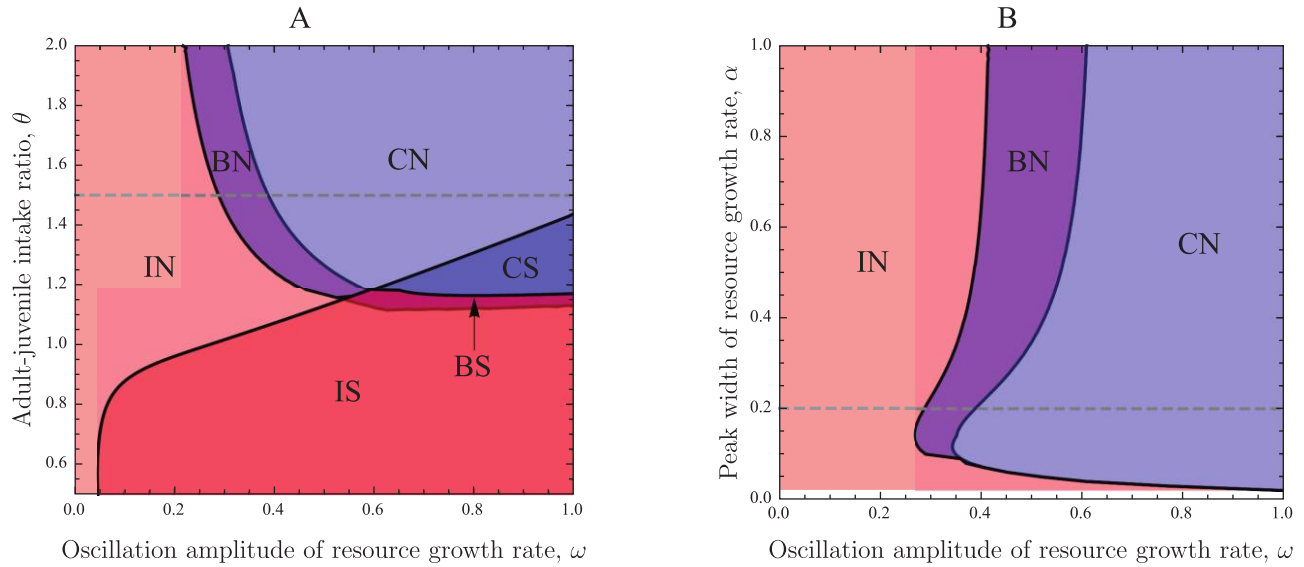 A
Adult-juvenile intake ratio, θ
2.0
1.8
1.6
1.4
1.2
1.0
0.8
0.6
BN
CN
IN
CS
BS
IS
0.0 0.2 0.4 0.6 0.8 1.0
Oscillation amplitude of resource growth rate, ω
B
Peak width of resource growth rate, α
1.0
0.8
0.6
0.4
0.2
0.0
BN
CN
IN
0.0 0.2 0.4 0.6 0.8 1.0
Oscillation amplitude of resource growth rate, ω